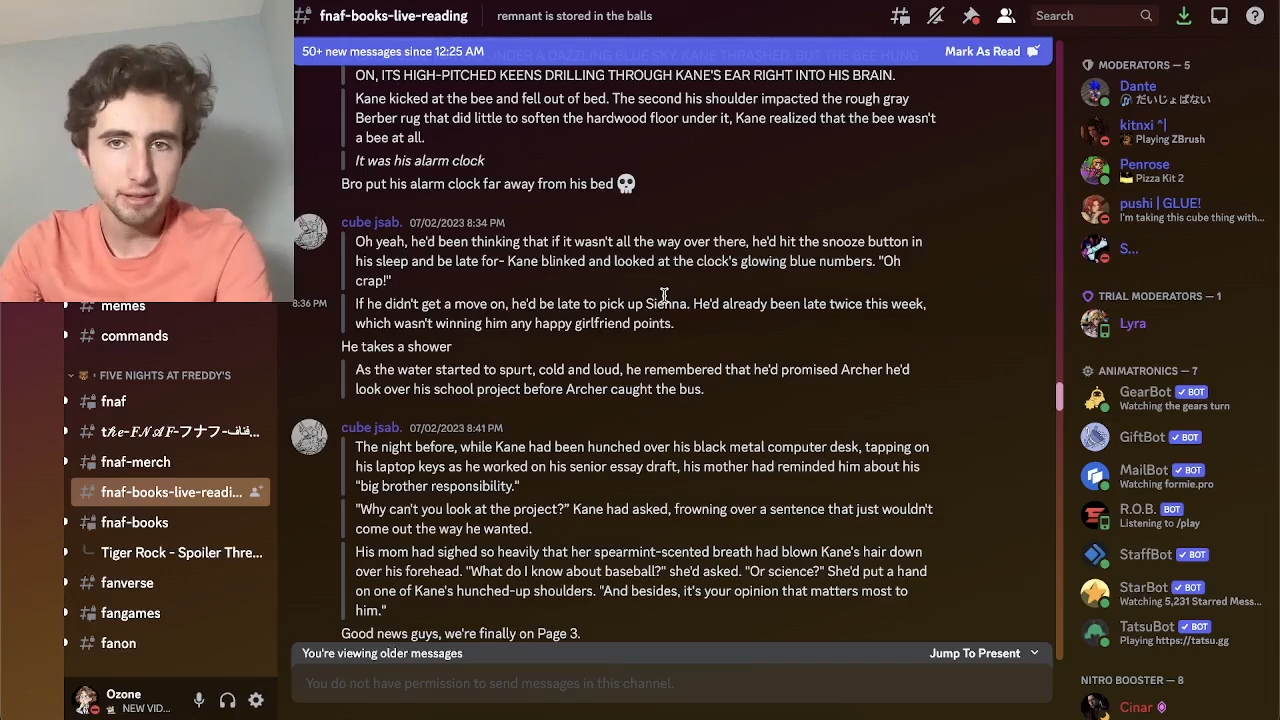 fnaf-books-live-reading
remnant is stored in the balls
Search
50+ new messages since 12:25 AM
Mark As Read
UNDER A DAZZLING BLUE SKY. KANE THRASHED, BUT THE BEE HUNG
ON, ITS HIGH-PITCHED KEENS DRILLING THROUGH KANE'S EAR RIGHT INTO HIS BRAIN.
Kane kicked at the bee and fell out of bed. The second his shoulder impacted the rough gray
Berber rug that did little to soften the hardwood floor under it, Kane realized that the bee wasn't
a bee at all.
It was his alarm clock
Bro put his alarm clock far away from his bed 💀
cube jsab. 07/02/2023 8:34 PM
Oh yeah, he'd been thinking that if it wasn't all the way over there, he'd hit the snooze button in
his sleep and be late for- Kane blinked and looked at the clock's glowing blue numbers. "Oh
crap!"
8:36 PM
If he didn't get a move on, he'd be late to pick up Sienna. He'd already been late twice this week,
which wasn't winning him any happy girlfriend points.
He takes a shower
As the water started to spurt, cold and loud, he remembered that he'd promised Archer he'd
look over his school project before Archer caught the bus.
cube jsab. 07/02/2023 8:41 PM
The night before, while Kane had been hunched over his black metal computer desk, tapping on
his laptop keys as he worked on his senior essay draft, his mother had reminded him about his
"big brother responsibility."
"Why can't you look at the project?" Kane had asked, frowning over a sentence that just wouldn't
come out the way he wanted.
His mom had sighed so heavily that her spearmint-scented breath had blown Kane's hair down
over his forehead. "What do I know about baseball?" she'd asked. "Or science?" She'd put a hand
on one of Kane's hunched-up shoulders. "And besides, it's your opinion that matters most to
him."
Good news guys, we're finally on Page 3.
You're viewing older messages
Jump To Present
You do not have permission to send messages in this channel.
memes
commands
FIVE NIGHTS AT FREDDY'S
fnaf
fnaf-merch
fnaf-books-live-readi...
fnaf-books
Tiger Rock - Spoiler Thre...
fanverse
fangames
fanon
Ozone
NEW VID...
MODERATORS — 5
Dante
だいじょばない
kitnxi ^|
Playing ZBrush
Penrose
Pizza Kit 2
pushi | GLUE!
I'm taking this cube thing with...
S...
TRIAL MODERATORS — 1
Lyra
ANIMATRONICS — 7
GearBot ✓ BOT
Watching the gears turn
GiftBot ✓ BOT
MailBot ✓ BOT
Watching formie.pro
R.O.B. BOT
Listening to /play
StaffBot ✓ BOT
StarBot ✓ BOT
Watching 5,231 Starred Mess...
TatsuBot ✓ BOT
Playing https://tatsu.gg
NITRO BOOSTER — 8
Cinar